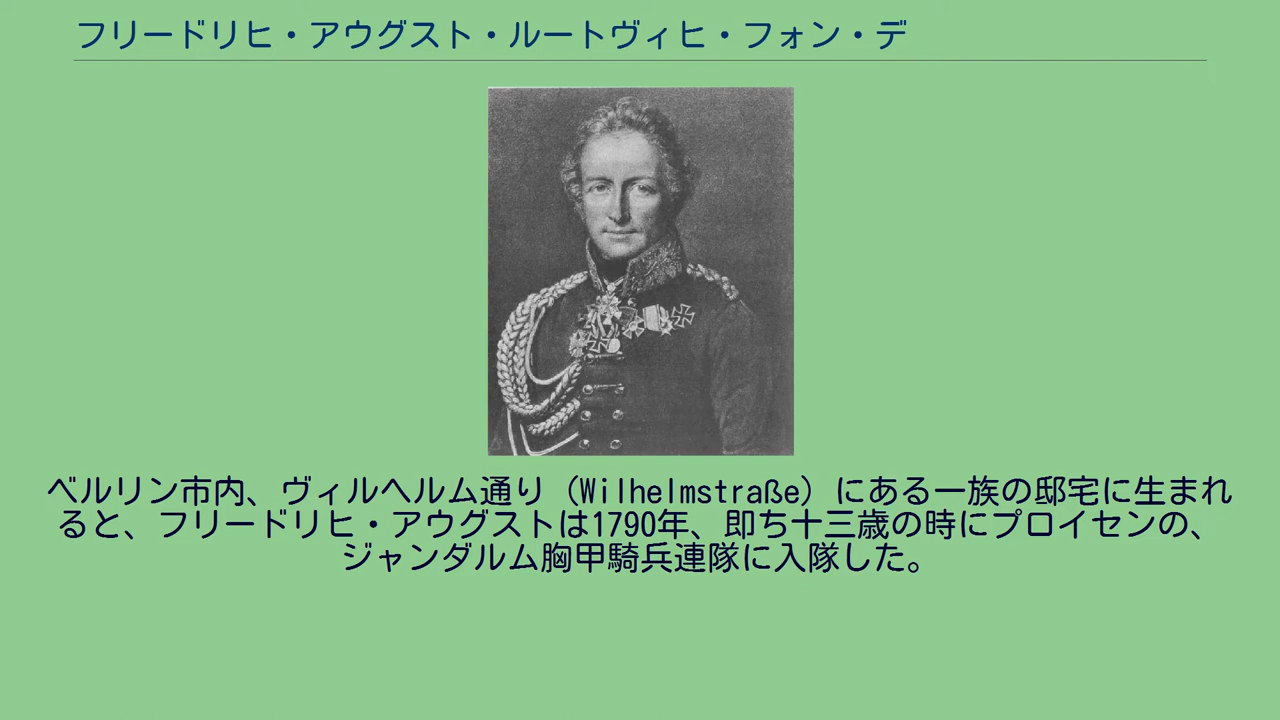 フリードリヒ・アウグスト・ルートヴィヒ・フォン・デ
ベルリン市内、ヴィルヘルム通り（Wilhelmstraße）にある一族の邸宅に生まれ
ると、フリードリヒ・アウグストは1790年、即ち十三歳の時にプロイセンの、
ジャンダルム胸甲騎兵連隊に入隊した。